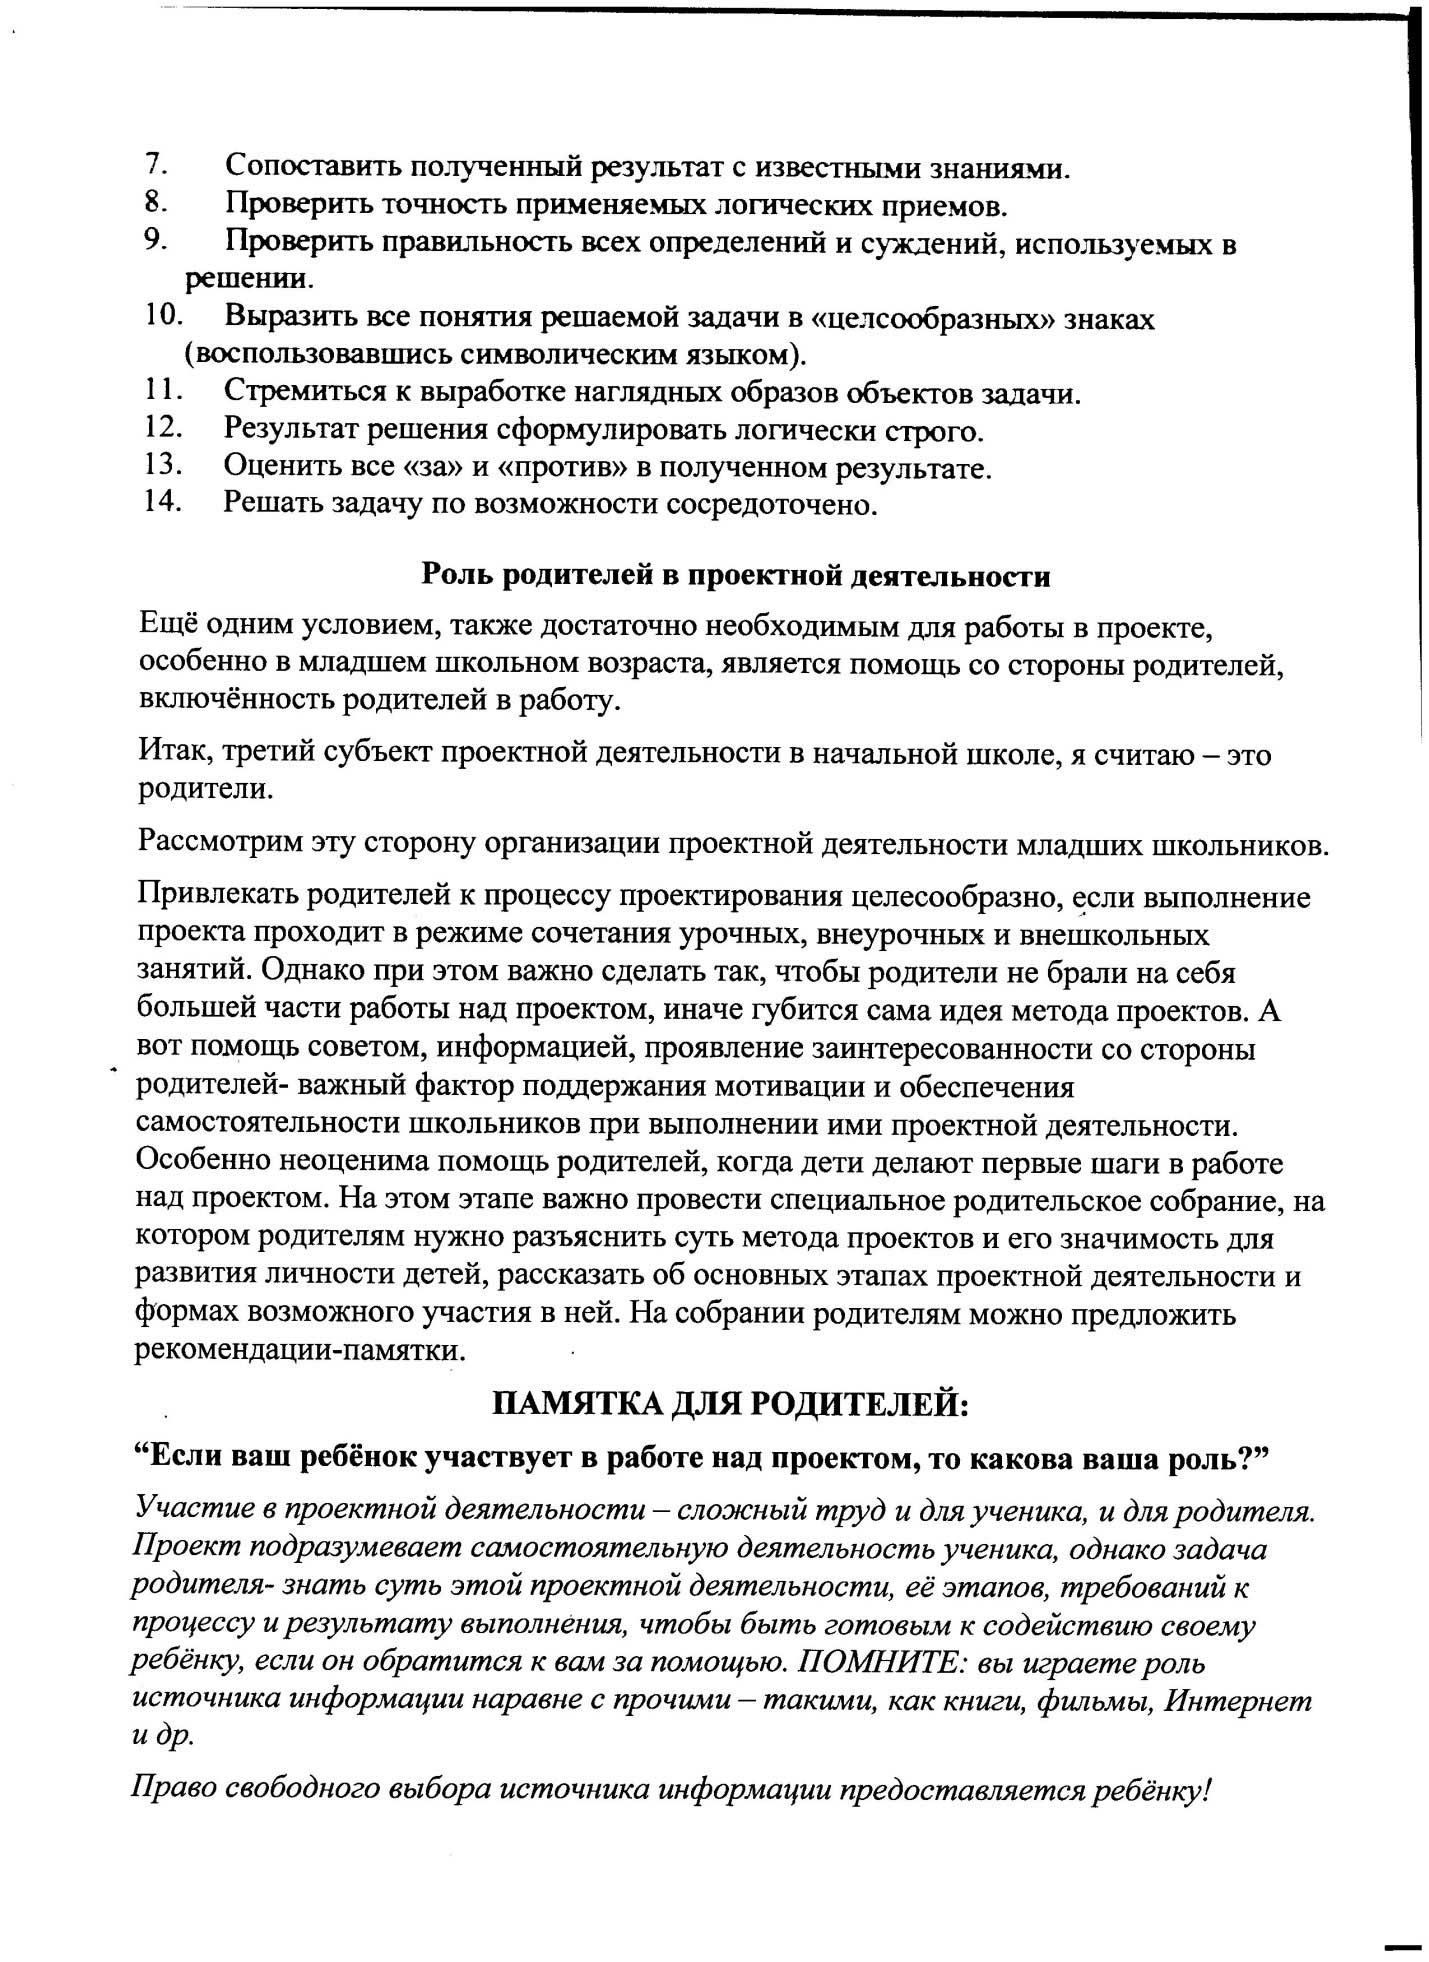 7. Сопоставить полученный результат с известными знаниями.
8. Проверить точность применяемых логических приемов.
9. Проверить правильность всех определений и суждений, используемых в
решении.
10. Выразить все понятия решаемой задачи в «целсообразных» знаках
(воспользовавшись символическим языком).
11. Стремиться к выработке наглядных образов объектов задачи.
12. Результат решения сформулировать логически строго.
13. Оценить все «за» и «против» в полученном результате.
14. Решать задачу по возможности сосредоточено.
Роль родителей в проектной деятельности
Ещё одним условием, также достаточно необходимым для работы в проекте,
особенно в младшем школьном возраста, является помощь со стороны родителей,
включённость родителей в работу.
Итак, третий субъект проектной деятельности в начальной школе, я считаю – это
родители.
Рассмотрим эту сторону организации проектной деятельности младших школьников.
Привлекать родителей к процессу проектирования целесообразно, если выполнение
проекта проходит в режиме сочетания урочных, внеурочных и внешкольных
занятий. Однако при этом важно сделать так, чтобы родители не брали на себя
большей части работы над проектом, иначе губится сама идея метода проектов. А
вот помощь советом, информацией, проявление заинтересованности со стороны
родителей- важный фактор поддержания мотивации и обеспечения
самостоятельности школьников при выполнении ими проектной деятельности.
Особенно неоценима помощь родителей, когда дети делают первые шаги в работе
над проектом. На этом этапе важно провести специальное родительское собрание, на
котором родителям нужно разъяснить суть метода проектов и его значимость для
развития личности детей, рассказать об основных этапах проектной деятельности и
формах возможного участия в ней. На собрании родителям можно предложить
рекомендации-памятки.
ПАМЯТКА ДЛЯ РОДИТЕЛЕЙ:
“Если ваш ребёнок участвует в работе над проектом, то какова ваша роль?”
Участие в проектной деятельности – сложный труд и для ученика, и для родителя.
Проект подразумевает самостоятельную деятельность ученика, однако задача
родителя- знать суть этой проектной деятельности, её этапов, требований к
процессу и результату выполнения, чтобы быть готовым к содействию своему
ребёнку, если он обратится к вам за помощью. ПОМНИТЕ: вы играете роль
источника информации наравне с прочими – такими, как книги, фильмы, Интернет
и др.
Право свободного выбора источника информации предоставляется ребёнку!